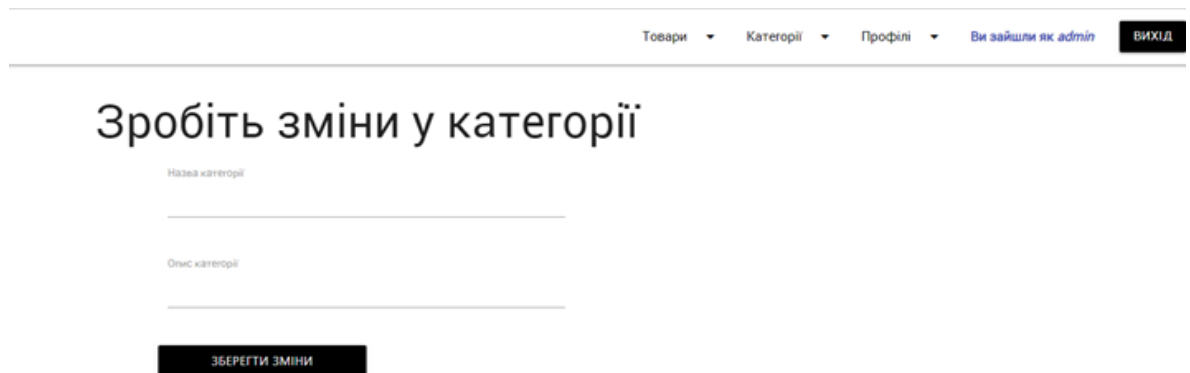 Товари Категорії Профілі Ви зайшли як admin ВИХІД
Зробіть зміни у категорії
Назва категорії
Опис категорії
ЗБЕРЕГТИ ЗМІНИ